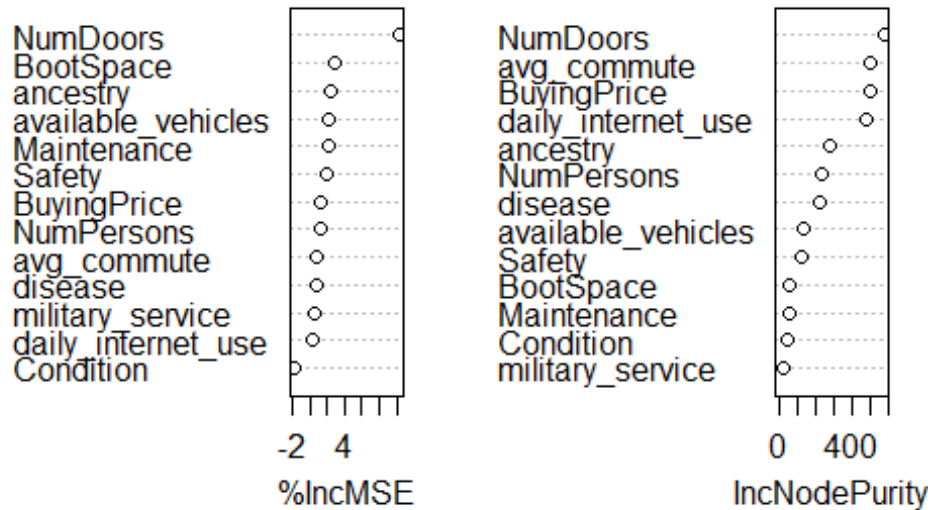 NumDoors
BootSpace
ancestry
available_vehicles
Maintenance
Safety
BuyingPrice
NumPersons
avg_commute
disease
military_service
daily_internet_use
Condition
-2 4
%IncMSE
NumDoors
avg_commute
BuyingPrice
daily_internet_use
ancestry
NumPersons
disease
available_vehicles
Safety
BootSpace
Maintenance
Condition
military_service
0 400
IncNodePurity